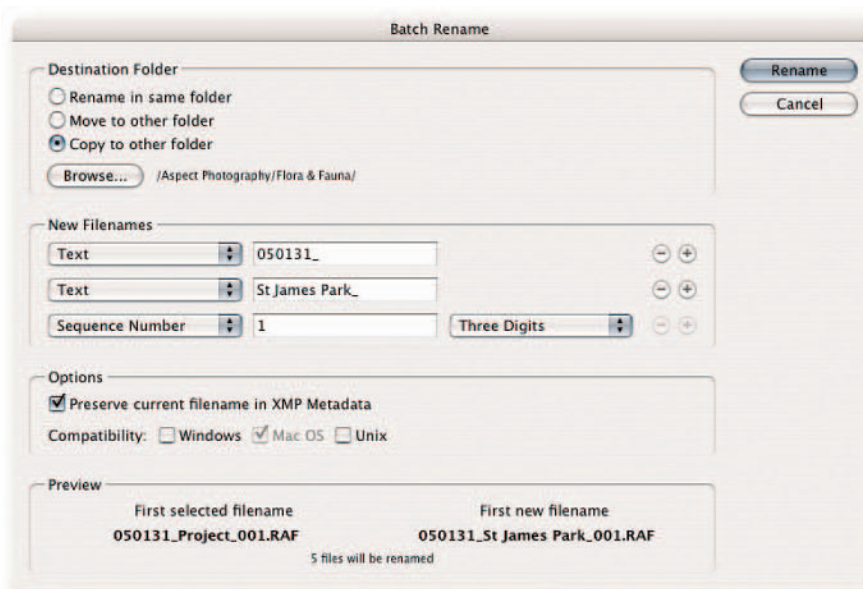 Batch Rename
Destination Folder
Rename in same folder
Move to other folder
Copy to other folder
Browse... /Aspect Photography/Flora & Fauna/
Rename
Cancel
New Filenames
Text 050131_
Text St James Park_
Sequence Number 1 Three Digits
Options
Preserve current filename in XMP Metadata
Compatibility: Windows Mac OS Unix
Preview
First selected filename First new filename
050131_Project_001.RAF 050131_St James Park_001.RAF
5 files will be renamed